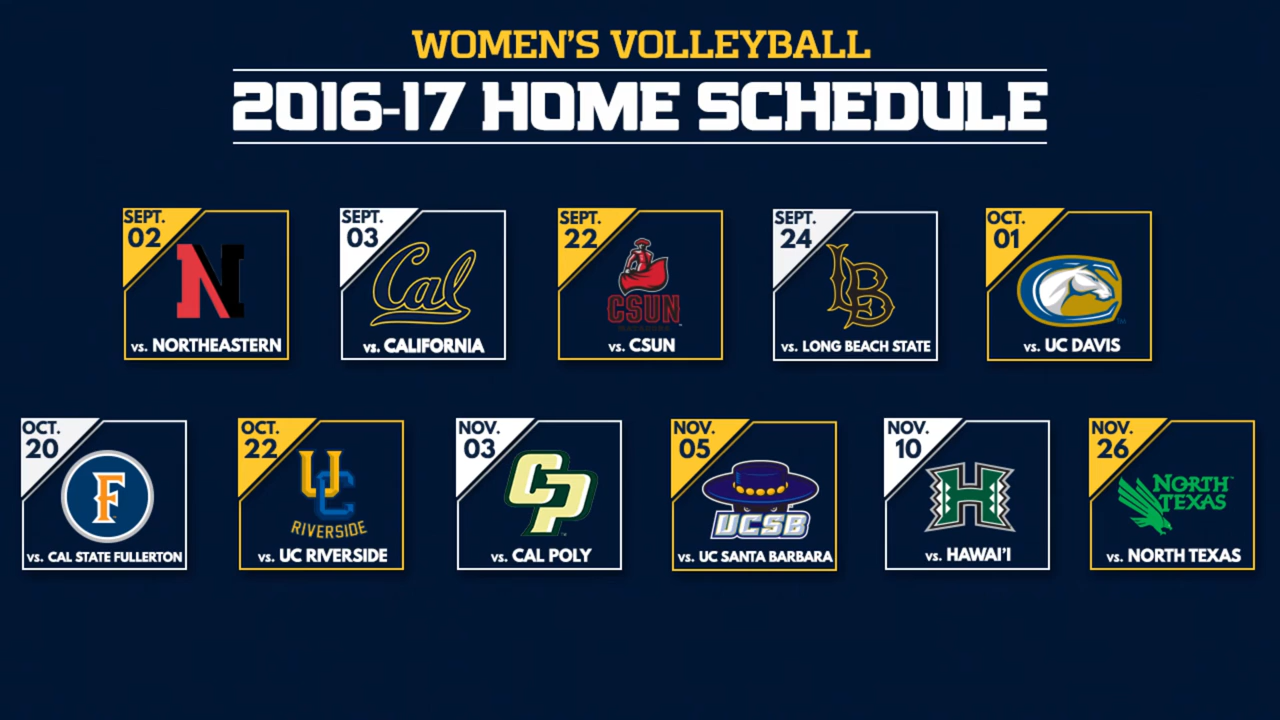 WOMEN'S VOLLEYBALL
2016-17 HOME SCHEDULE
SEPT.
02
N
vs. NORTHEASTERN
SEPT.
03
Cal
vs. CALIFORNIA
SEPT.
22
CSUN
MATADORS
vs. CSUN
SEPT.
24
LB
vs. LONG BEACH STATE
OCT.
01
C
vs. UC DAVIS
OCT.
20
F
vs. CAL STATE FULLERTON
OCT.
22
UC
RIVERSIDE
vs. UC RIVERSIDE
NOV.
03
CP
vs. CAL POLY
NOV.
05
UCSB
vs. UC SANTA BARBARA
NOV.
10
H
vs. HAWAI'I
NOV.
26
NORTH
TEXAS
vs. NORTH TEXAS